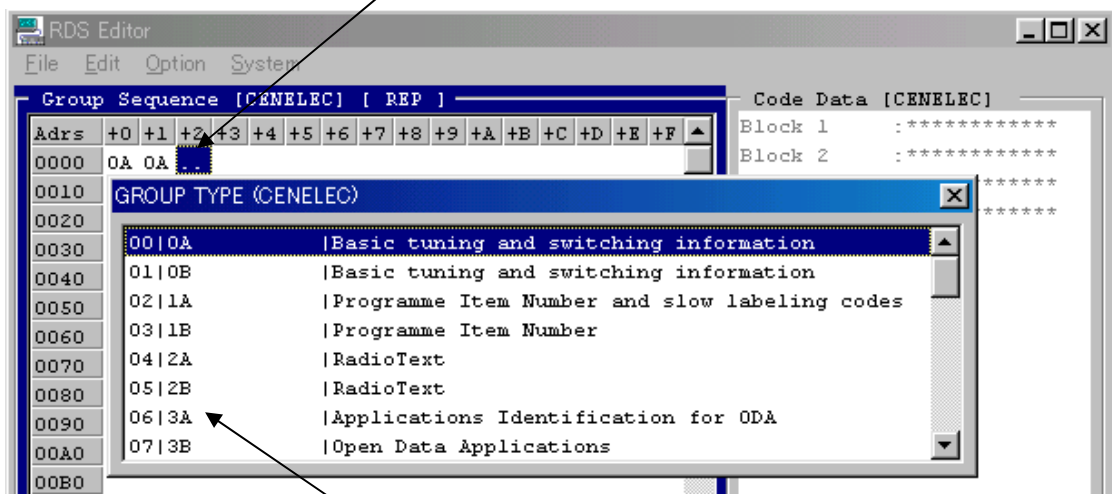 RDS Editor
File Edit Option System
Group Sequence [CENELEC] [ REP ]
Adrs +0 +1 +2 +3 +4 +5 +6 +7 +8 +9 +A +B +C +D +E +F
0000 0A 0A ..
0010
0020
0030
0040
0050
0060
0070
0080
0090
00A0
00B0
Code Data [CENELEC]
Block 1 :************
Block 2 :************
******
******
GROUP TYPE (CENELEC)
00|0A |Basic tuning and switching information
01|0B |Basic tuning and switching information
02|1A |Programme Item Number and slow labeling codes
03|1B |Programme Item Number
04|2A |RadioText
05|2B |RadioText
06|3A |Applications Identification for ODA
07|3B |Open Data Applications